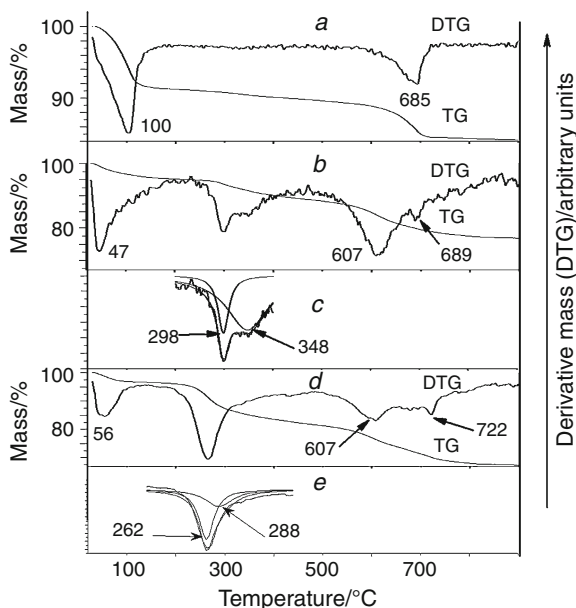 a
DTG
100
Mass/%
90
685
TG
100
b
100
DTG
Mass/%
TG
80
47
607
689
c
298
348
d
100
DTG
Mass/%
80
56
607
722
TG
e
262
288
100
300
500
700
Temperature/°C
Derivative mass (DTG)/arbitrary units